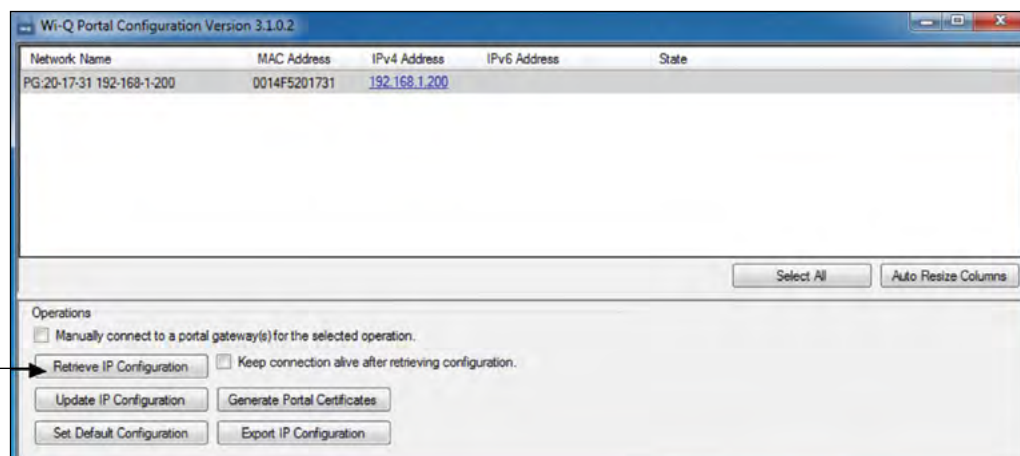 Wi-Q Portal Configuration Version 3.1.0.2
Network Name MAC Address IPv4 Address IPv6 Address State
PG:20-17-31 192-168-1-200 0014F5201731 192.168.1.200
Select All Auto Resize Columns
Operations
Manually connect to a portal gateway(s) for the selected operation.
Retrieve IP Configuration Keep connection alive after retrieving configuration.
Update IP Configuration Generate Portal Certificates
Set Default Configuration Export IP Configuration